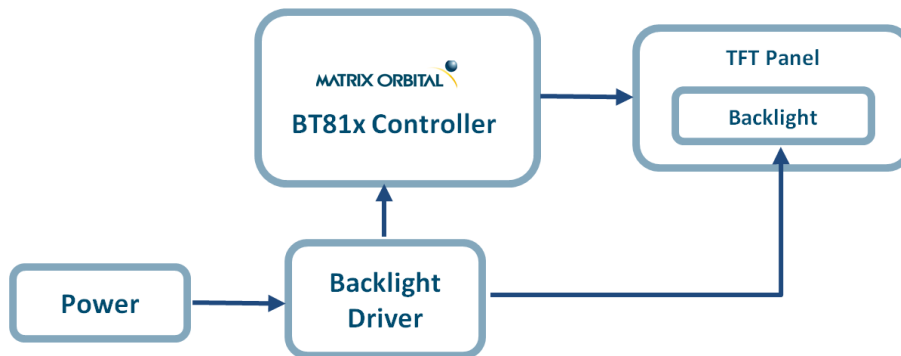 MATRIX ORBITAL
BT81x Controller
TFT Panel
Backlight
Power
Backlight
Driver